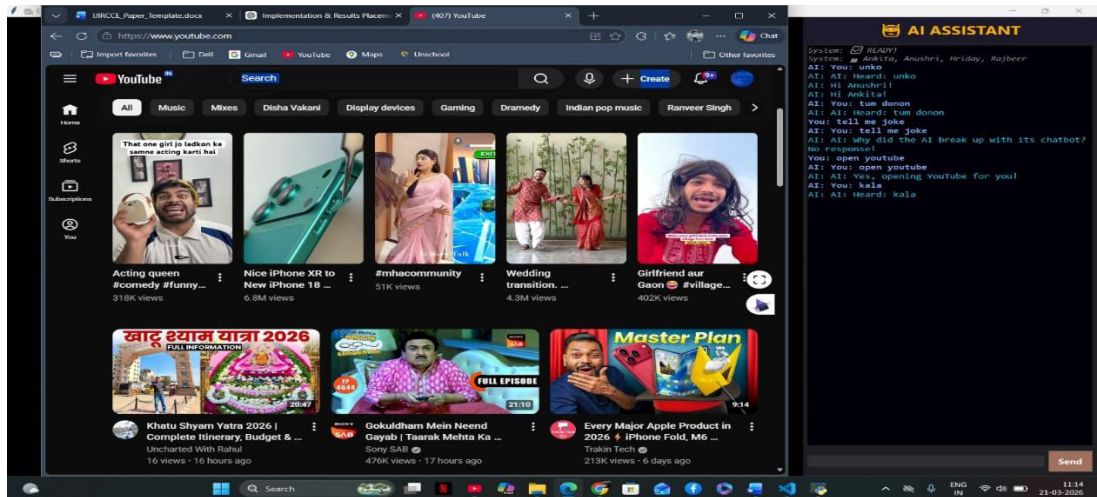 UIRCCE_Paper_Template.docx
Implementation & Results Placem
(407) YouTube
https://www.youtube.com
Chat
Import favorites
Dell
Gmail
YouTube
Maps
Unschool
Other favorites
YouTube IN
Search
Create
9+
Home
Shorts
Subscriptions
You
All
Music
Mixes
Disha Vakani
Display devices
Gaming
Dramedy
Indian pop music
Ranveer Singh
That one girl jo ladkon ke
samne acting karti hai
Acting queen
#comedy #funny...
318K views
Nice iPhone XR to
New iPhone 18 ...
6.8M views
#mhacommunity
51K views
Wedding
transition. ...
4.3M views
Girlfriend aur
Gaon 😂 #village...
402K views
खाटू श्याम यात्रा 2026
FULL INFORMATION
20:47
Khatu Shyam Yatra 2026 |
Complete Itinerary, Budget & ...
Uncharted With Rahul
16 views • 16 hours ago
EP
4644
FULL EPISODE
21:10
Gokuldham Mein Neend
Gayab | Taarak Mehta Ka ...
Sony SAB
476K views • 17 hours ago
Master Plan
9:14
Every Major Apple Product in
2026 ⚡ iPhone Fold, M6 ...
Trakin Tech
213K views • 6 days ago
AI ASSISTANT
System: READY!
System: Ankita, Anushri, Hriday, Rajbeer
AI: You: unko
AI: AI: Heard: unko
AI: Hi Anushri!
AI: Hi Ankita!
AI: You: tum donon
AI: AI: Heard: tum donon
You: tell me joke
AI: You: tell me joke
AI: AI: Why did the AI break up with its chatbot?
No response!
You: open youtube
AI: You: open youtube
AI: AI: Yes, opening YouTube for you!
AI: You: kala
AI: AI: Heard: kala
Send
Search
ENG
IN
11:14
21-03-2026